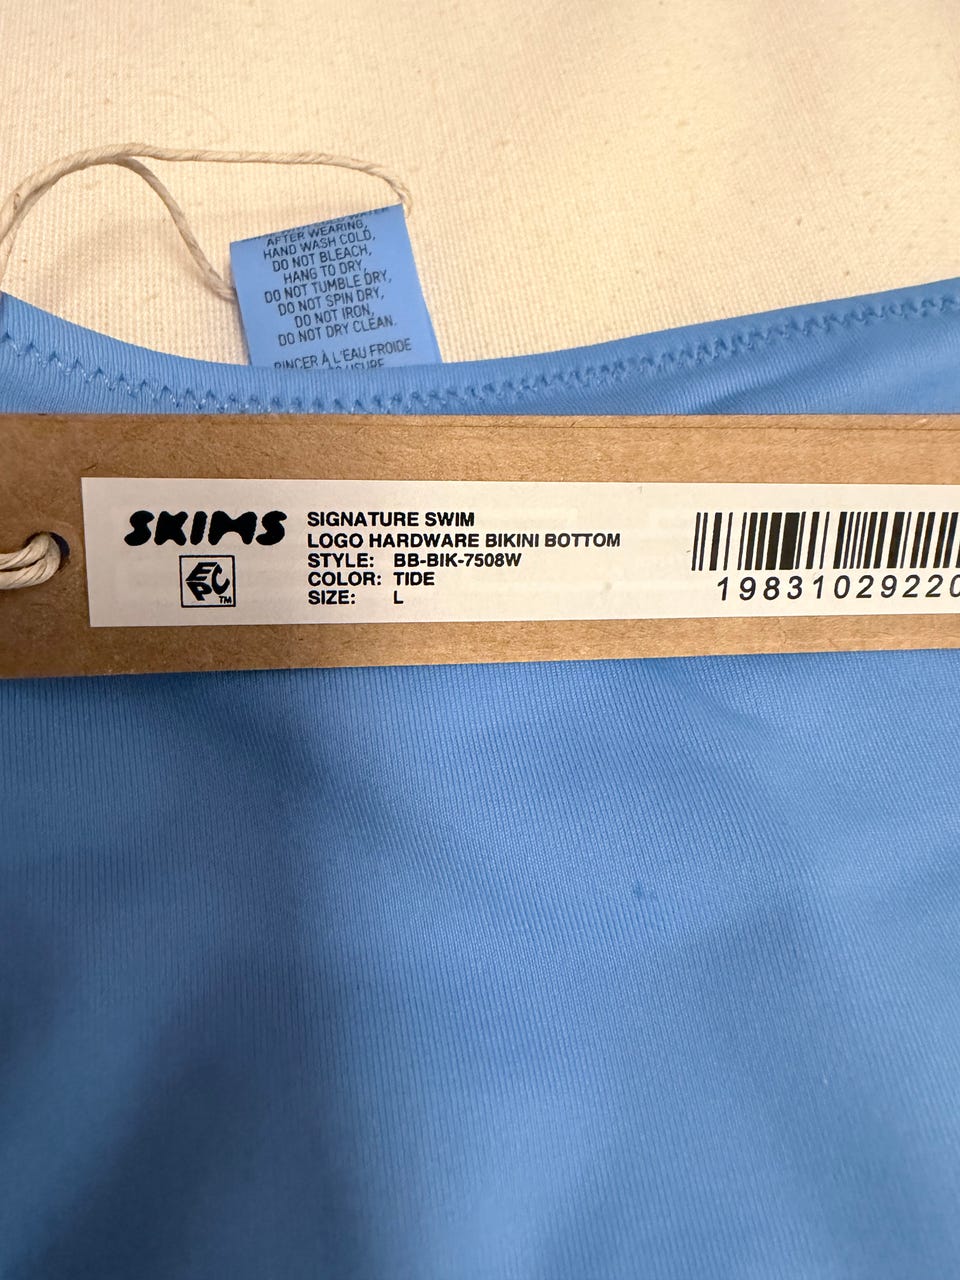 AFTER WEARING,
HAND WASH COLD,
DO NOT BLEACH,
HANG TO DRY,
DO NOT TUMBLE DRY,
DO NOT SPIN DRY,
DO NOT IRON,
DO NOT DRY CLEAN.
RINCER À L'EAU FROIDE
SKIMS
EPC™
SIGNATURE SWIM
LOGO HARDWARE BIKINI BOTTOM
STYLE: BB-BIK-7508W
COLOR: TIDE
SIZE: L
19831029220